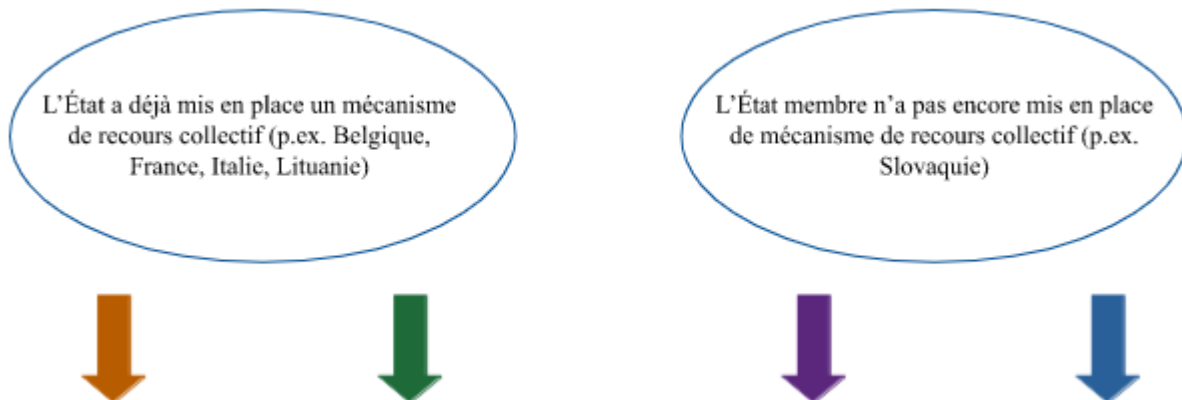 L’État a déjà mis en place un mécanisme
de recours collectif (p.ex. Belgique,
France, Italie, Lituanie)
L’État membre n’a pas encore mis en place
de mécanisme de recours collectif (p.ex.
Slovaquie)